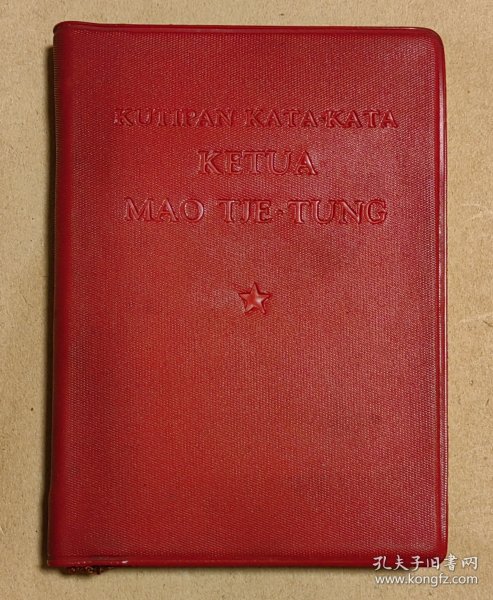 KUTIPAN KATA-KATA
KETUA
MAO TJE-TUNG
孔夫子旧书网
www.kongfz.com